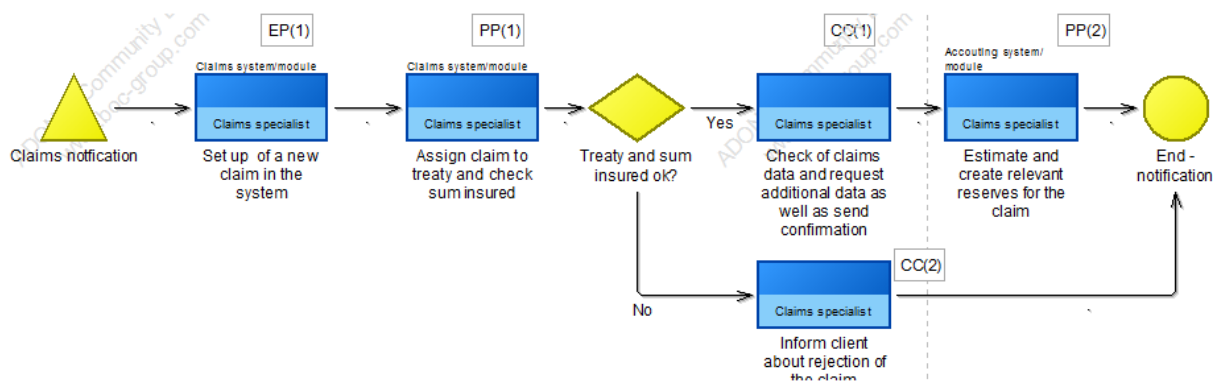 EP(1)
PP(1)
CC(1)
PP(2)
Claims system/module
Claims system/module
Accouting system/
module
Claims specialist
Claims specialist
Claims specialist
Claims specialist
Claims notfication
Set up of a new
claim in the
system
Assign claim to
treaty and check
sum insured
Treaty and sum
insured ok?
Yes
Check of claims
data and request
additional data as
well as send
confirmation
Estimate and
create relevant
reserves for the
claim
End -
notification
No
CC(2)
Claims specialist
Inform client
about rejection of
the claim